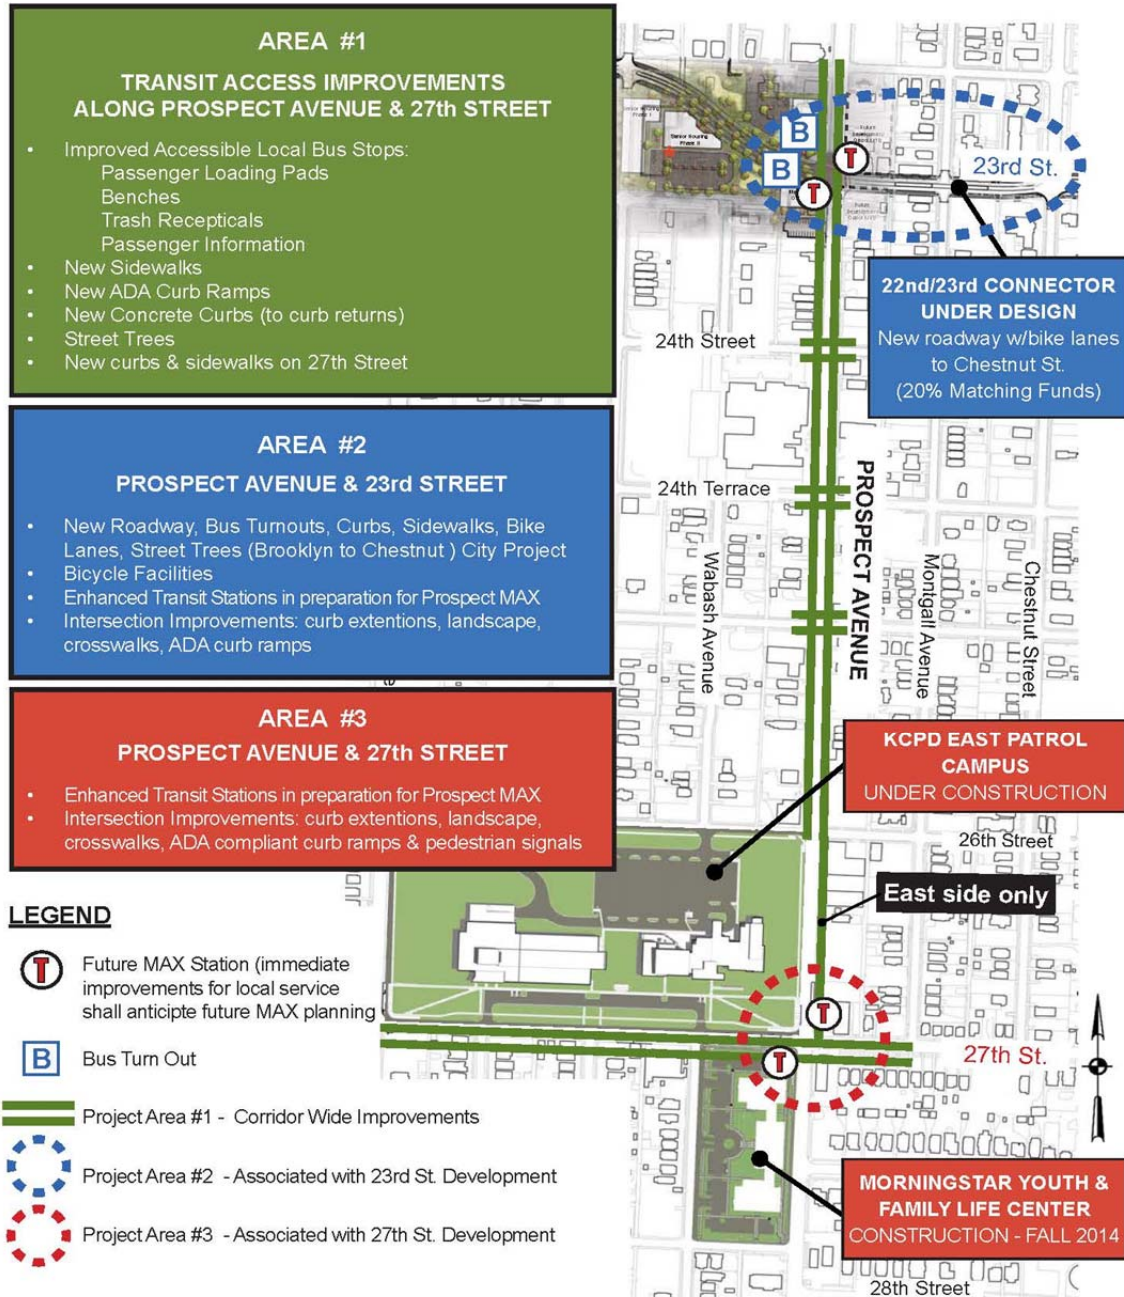 AREA #1
TRANSIT ACCESS IMPROVEMENTS
ALONG PROSPECT AVENUE & 27th STREET
• Improved Accessible Local Bus Stops:
Passenger Loading Pads
Benches
Trash Recepticals
Passenger Information
• New Sidewalks
• New ADA Curb Ramps
• New Concrete Curbs (to curb returns)
• Street Trees
• New curbs & sidewalks on 27th Street
AREA #2
PROSPECT AVENUE & 23rd STREET
• New Roadway, Bus Turnouts, Curbs, Sidewalks, Bike
Lanes, Street Trees (Brooklyn to Chestnut ) City Project
• Bicycle Facilities
• Enhanced Transit Stations in preparation for Prospect MAX
• Intersection Improvements: curb extentions, landscape,
crosswalks, ADA curb ramps
AREA #3
PROSPECT AVENUE & 27th STREET
• Enhanced Transit Stations in preparation for Prospect MAX
• Intersection Improvements: curb extentions, landscape,
crosswalks, ADA compliant curb ramps & pedestrian signals
LEGEND
T
Future MAX Station (immediate
improvements for local service
shall anticipte future MAX planning
B
Bus Turn Out
Project Area #1 - Corridor Wide Improvements
Project Area #2 - Associated with 23rd St. Development
Project Area #3 - Associated with 27th St. Development
B
B
T
T
23rd St.
22nd/23rd CONNECTOR
UNDER DESIGN
New roadway w/bike lanes
to Chestnut St.
(20% Matching Funds)
24th Street
24th Terrace
Wabash Avenue
PROSPECT AVENUE
Montgall Avenue
Chestnut Street
KCPD EAST PATROL
CAMPUS
UNDER CONSTRUCTION
26th Street
East side only
T
T
27th St.
MORNINGSTAR YOUTH &
FAMILY LIFE CENTER
CONSTRUCTION - FALL 2014
28th Street